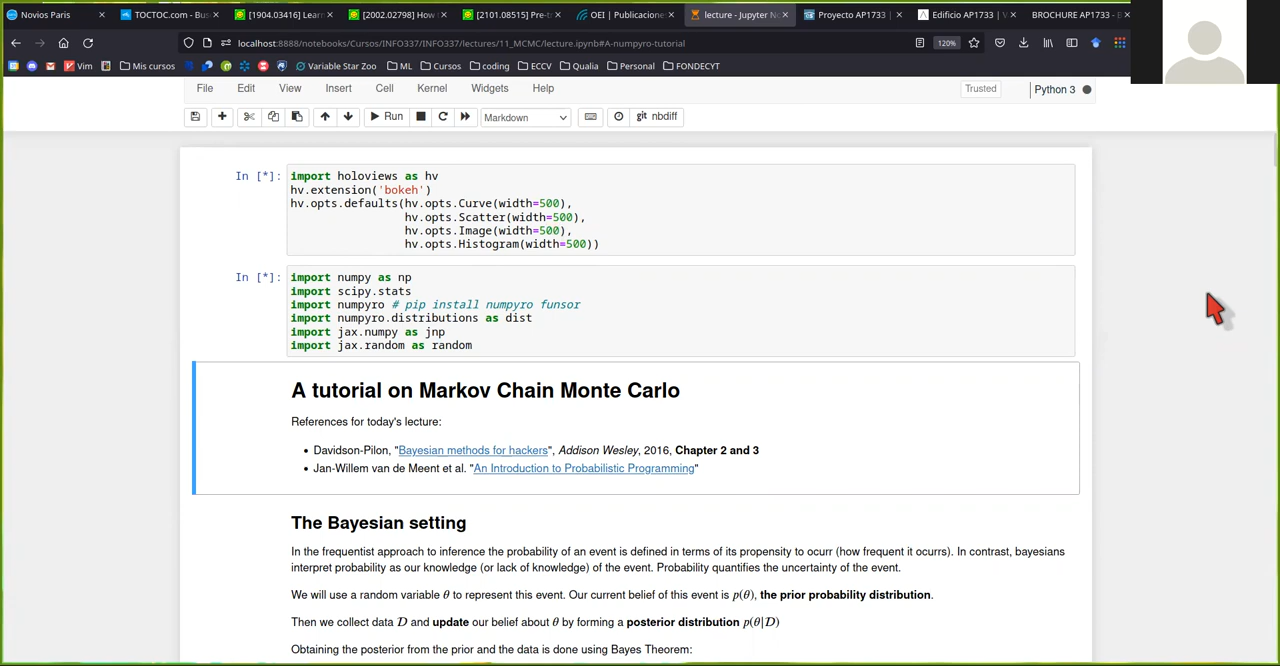 Novios Paris
TOCTOC.com - Bus
[1904.03416] Lear
[2002.02798] How
[2101.08515] Pre-t
OEI | Publicacione
lecture - Jupyter No
Proyecto AP1733
Edificio AP1733 | V
BROCHURE AP1733 - E
localhost:8888/notebooks/Cursos/INFO337/INFO337/lectures/11_MCMC/lecture.ipynb#A-numpyro-tutorial
120%
Vim
Mis cursos
Variable Star Zoo
ML
Cursos
coding
ECCV
Qualia
Personal
FONDECYT
File Edit View Insert Cell Kernel Widgets Help
Trusted
Python 3
Run
Markdown
git nbdiff
In [*]:
import holoviews as hv
hv.extension('bokeh')
hv.opts.defaults(hv.opts.Curve(width=500),
hv.opts.Scatter(width=500),
hv.opts.Image(width=500),
hv.opts.Histogram(width=500))
In [*]:
import numpy as np
import scipy.stats
import numpyro # pip install numpyro funsor
import numpyro.distributions as dist
import jax.numpy as jnp
import jax.random as random
A tutorial on Markov Chain Monte Carlo
References for today's lecture:
• Davidson-Pilon, "Bayesian methods for hackers", Addison Wesley, 2016, Chapter 2 and 3
• Jan-Willem van de Meent et al. "An Introduction to Probabilistic Programming"
The Bayesian setting
In the frequentist approach to inference the probability of an event is defined in terms of its propensity to ocurr (how frequent it ocurrs). In contrast, bayesians
interpret probability as our knowledge (or lack of knowledge) of the event. Probability quantifies the uncertainty of the event.
We will use a random variable θ to represent this event. Our current belief of this event is p(θ), the prior probability distribution.
Then we collect data D and update our belief about θ by forming a posterior distribution p(θ|D)
Obtaining the posterior from the prior and the data is done using Bayes Theorem: